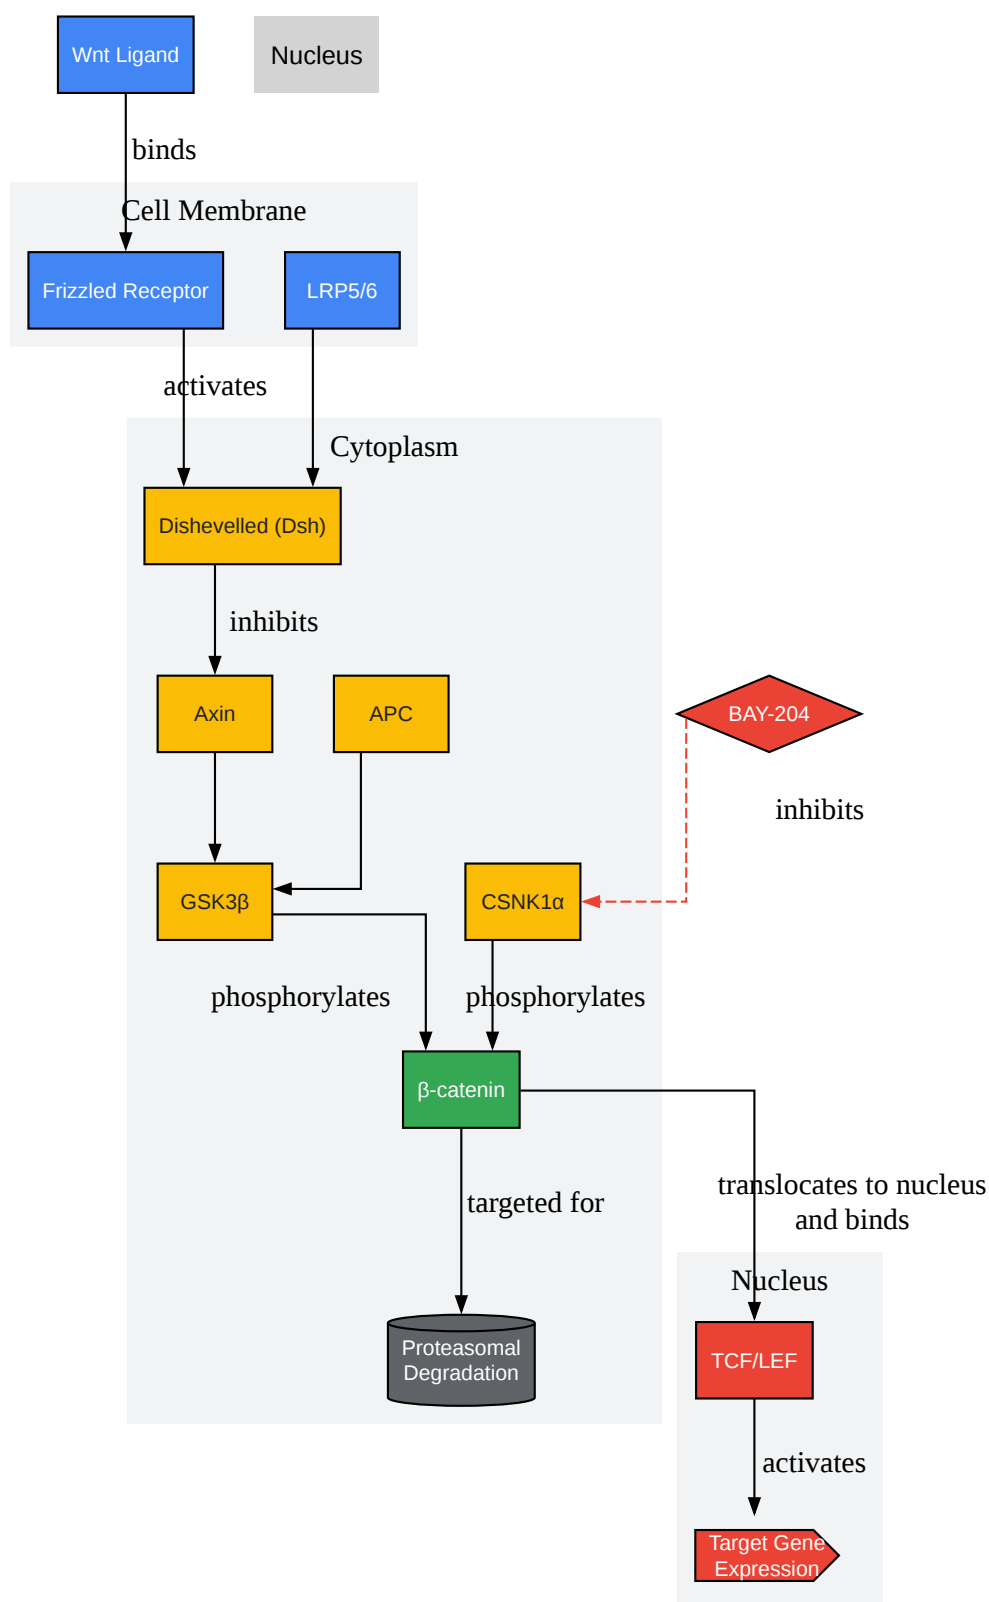 Wnt Ligand
Nucleus
binds
Cell Membrane
Frizzled Receptor
LRP5/6
activates
Cytoplasm
Dishevelled (Dsh)
inhibits
Axin
APC
BAY-204
inhibits
GSK3β
CSNK1α
phosphorylates
phosphorylates
β-catenin
translocates to nucleus
and binds
targeted for
Nucleus
Proteasomal
Degradation
TCF/LEF
activates
Target Gene
Expression